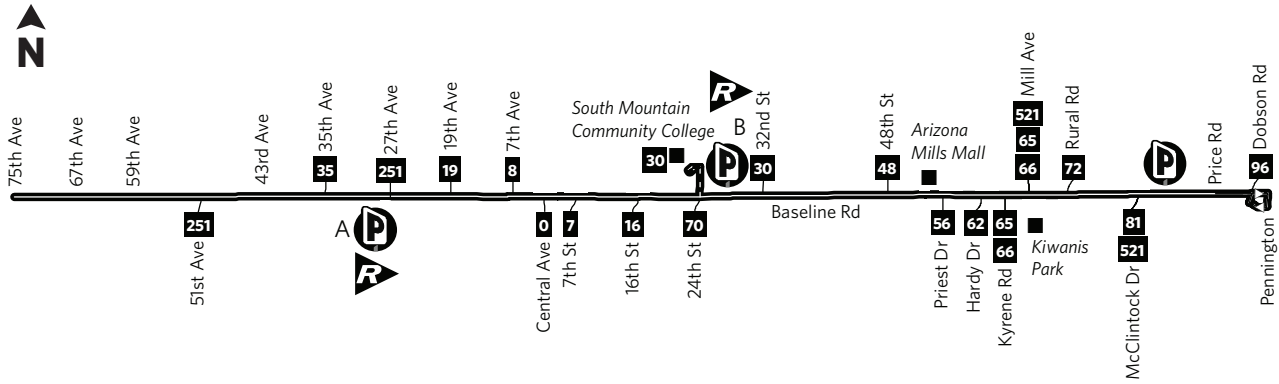 N
75th Ave
67th Ave
59th Ave
43rd Ave
35th Ave
35
27th Ave
251
19th Ave
19
7th Ave
8
South Mountain
Community College
30
R
B
P
32nd St
30
48th St
48
Arizona
Mills Mall
Mill Ave
521
65
66
Rural Rd
72
P
Price Rd
Dobson Rd
96
Baseline Rd
251
51st Ave
A
P
R
0
Central Ave
7
7th St
16
16th St
70
24th St
56
Priest Dr
62
Hardy Dr
65
66
Kyrene Rd
Kiwanis
Park
81
521
McClintock Dr
Pennington